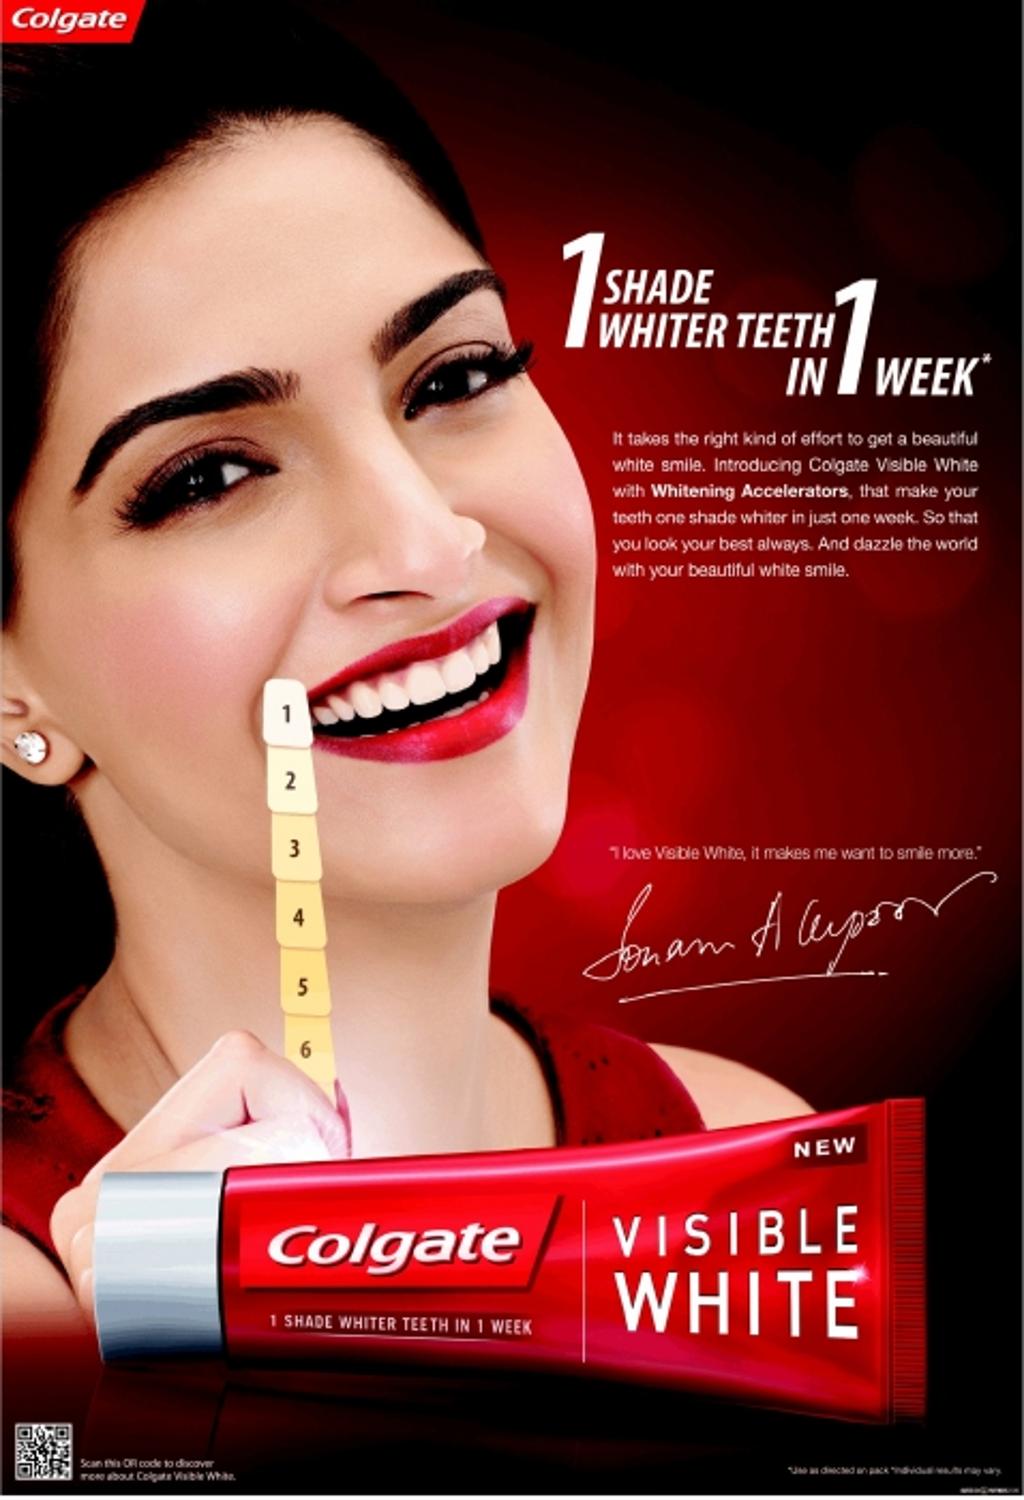 Colgate
1 SHADE
WHITER TEETH
IN 1 WEEK*
It takes the right kind of effort to get a beautiful
white smile. Introducing Colgate Visible White
with Whitening Accelerators, that make your
teeth one shade whiter in just one week. So that
you look your best always. And dazzle the world
with your beautiful white smile.
1
2
3
4
5
6
"I love Visible White, it makes me want to smile more."
Sonam A Kapoor
NEW
Colgate
VISIBLE
WHITE
1 SHADE WHITER TEETH IN 1 WEEK
Scan this QR code to discover
more about Colgate Visible White.
*Use as directed on pack *Individual results may vary.